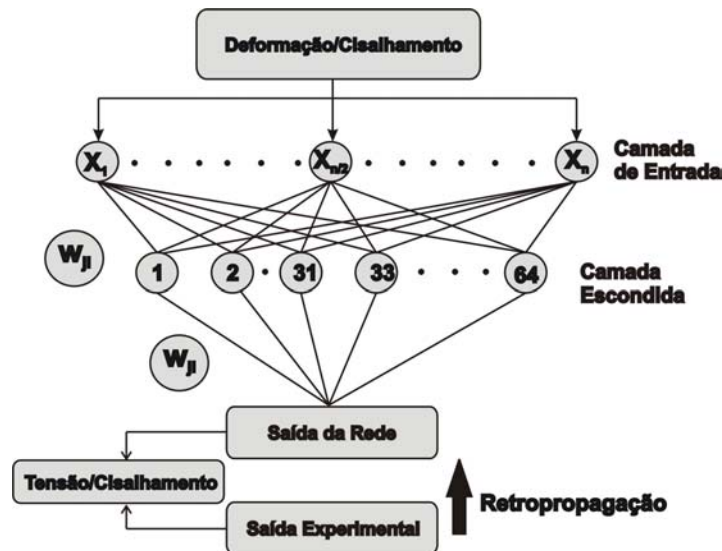 Deformação/Cisalhamento
X1 X n/2 Xn
Camada
de Entrada
Wji
1 2 31 33 64
Camada
Escondida
Wji
Saída da Rede
Tensão/Cisalhamento
Retropropagação
Saída Experimental